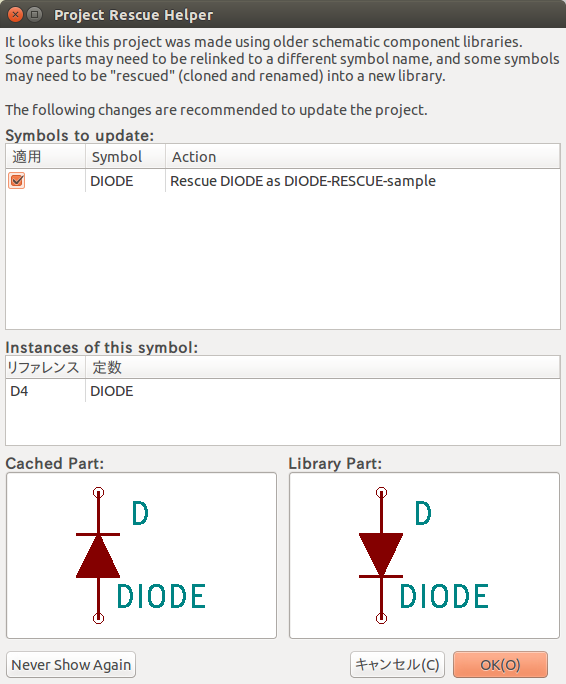 Project Rescue Helper
It looks like this project was made using older schematic component libraries.
Some parts may need to be relinked to a different symbol name, and some symbols
may need to be "rescued" (cloned and renamed) into a new library.
The following changes are recommended to update the project.
Symbols to update:
適用 Symbol Action
DIODE Rescue DIODE as DIODE-RESCUE-sample
Instances of this symbol:
リファレンス 定数
D4 DIODE
Cached Part: Library Part:
D D
DIODE DIODE
Never Show Again キャンセル(C) OK(O)